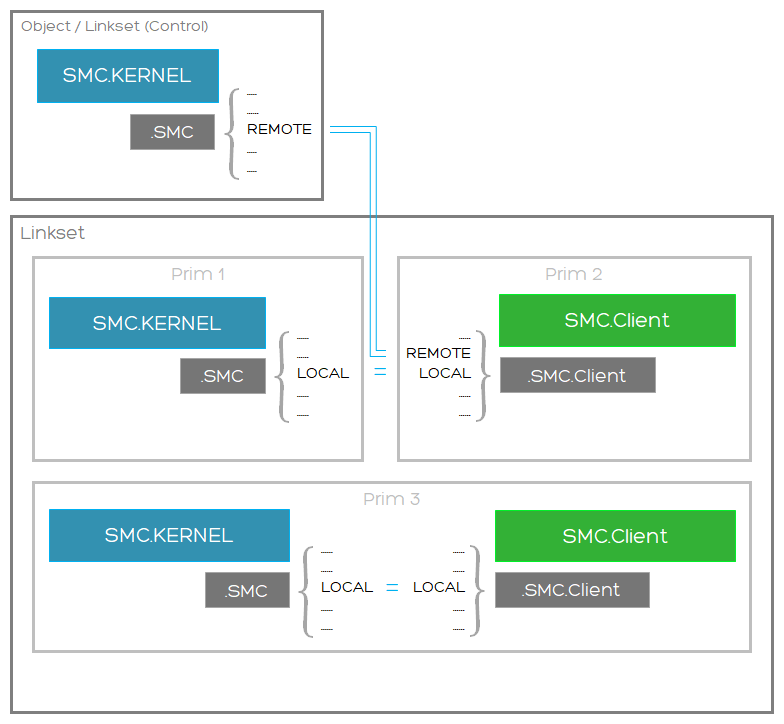 Object / Linkset (Control)
SMC.KERNEL
.SMC
REMOTE
Linkset
Prim 1
SMC.KERNEL
.SMC
LOCAL
=
Prim 2
SMC.Client
REMOTE
LOCAL
.SMC.Client
Prim 3
SMC.KERNEL
.SMC
LOCAL = LOCAL
SMC.Client
.SMC.Client